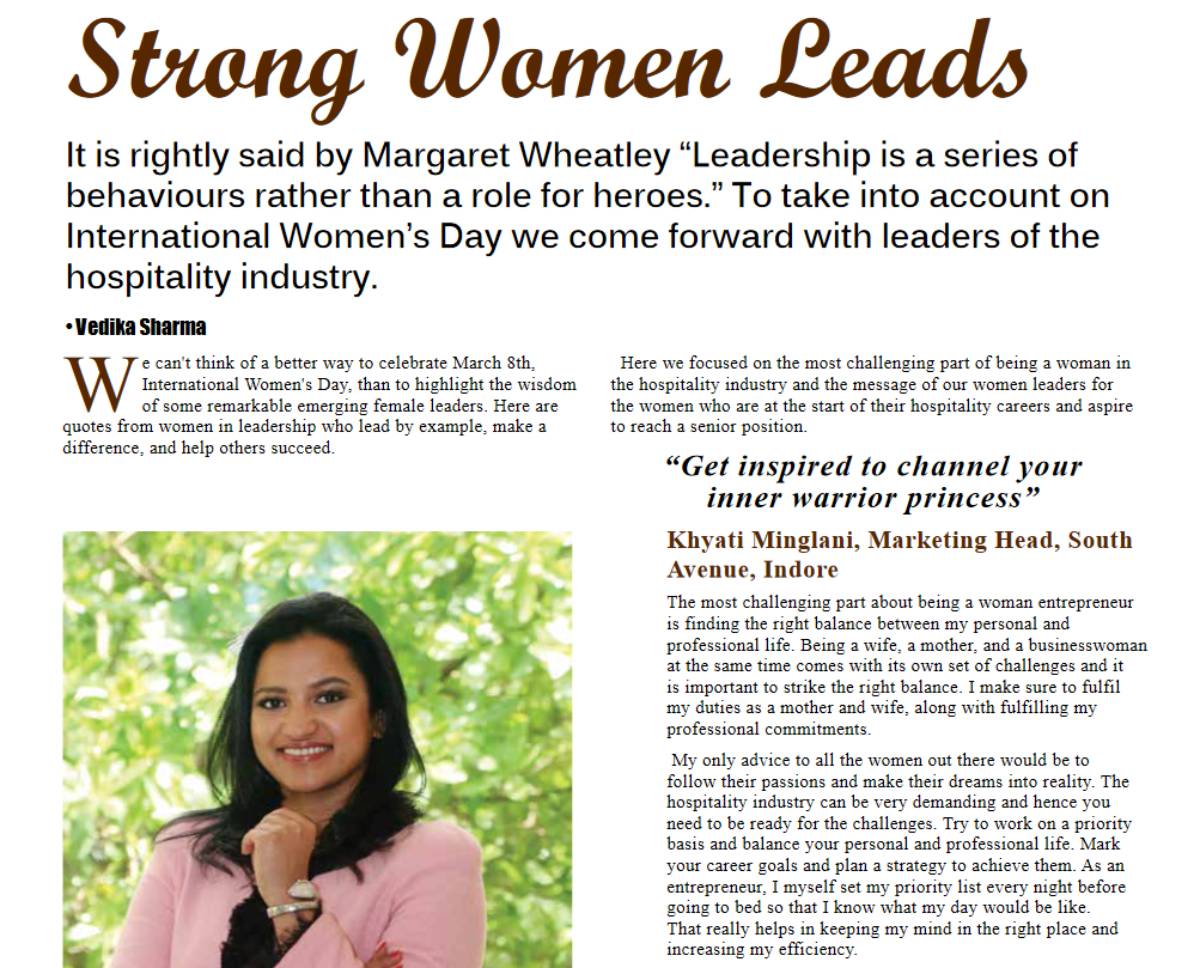 Strong Women Leads
It is rightly said by Margaret Wheatley “Leadership is a series of
behaviours rather than a role for heroes.” To take into account on
International Women’s Day we come forward with leaders of the
hospitality industry.
• Vedika Sharma
We can't think of a better way to celebrate March 8th,
International Women's Day, than to highlight the wisdom
of some remarkable emerging female leaders. Here are
quotes from women in leadership who lead by example, make a
difference, and help others succeed.
Here we focused on the most challenging part of being a woman in
the hospitality industry and the message of our women leaders for
the women who are at the start of their hospitality careers and aspire
to reach a senior position.
“Get inspired to channel your
inner warrior princess”
Khyati Minglani, Marketing Head, South
Avenue, Indore
The most challenging part about being a woman entrepreneur
is finding the right balance between my personal and
professional life. Being a wife, a mother, and a businesswoman
at the same time comes with its own set of challenges and it
is important to strike the right balance. I make sure to fulfil
my duties as a mother and wife, along with fulfilling my
professional commitments.
My only advice to all the women out there would be to
follow their passions and make their dreams into reality. The
hospitality industry can be very demanding and hence you
need to be ready for the challenges. Try to work on a priority
basis and balance your personal and professional life. Mark
your career goals and plan a strategy to achieve them. As an
entrepreneur, I myself set my priority list every night before
going to bed so that I know what my day would be like.
That really helps in keeping my mind in the right place and
increasing my efficiency.